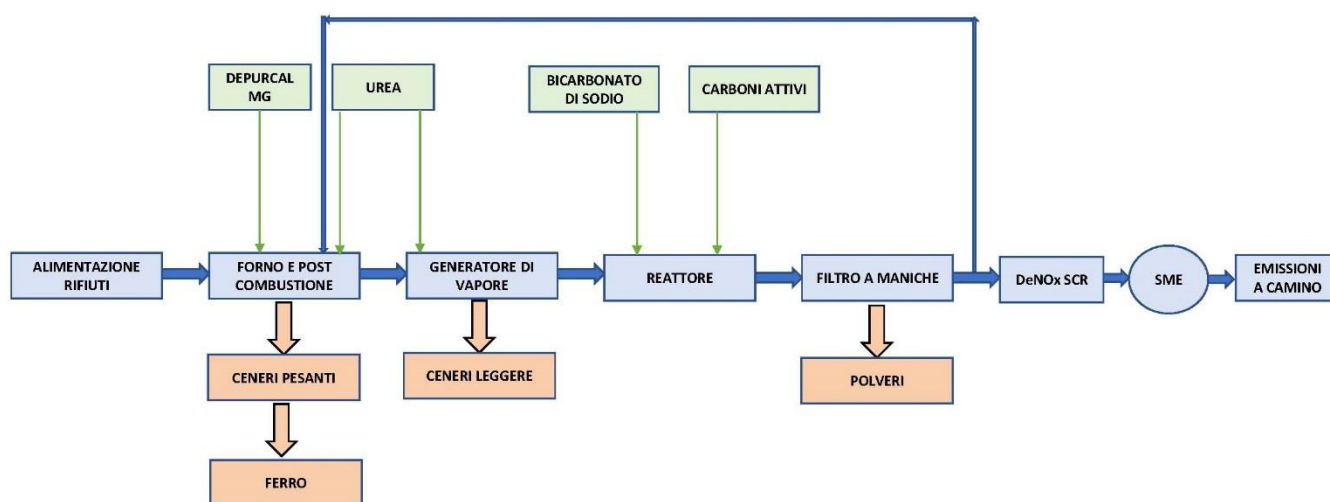 DEPURCAL
MG
UREA
BICARBONATO
DI SODIO
CARBONI ATTIVI
ALIMENTAZIONE
RIFIUTI
FORNO E POST
COMBUSTIONE
GENERATORE DI
VAPORE
REATTORE
FILTRO A MANICHE
DeNOx SCR
SME
EMISSIONI
A CAMINO
CENERI PESANTI
CENERI LEGGERE
POLVERI
FERRO